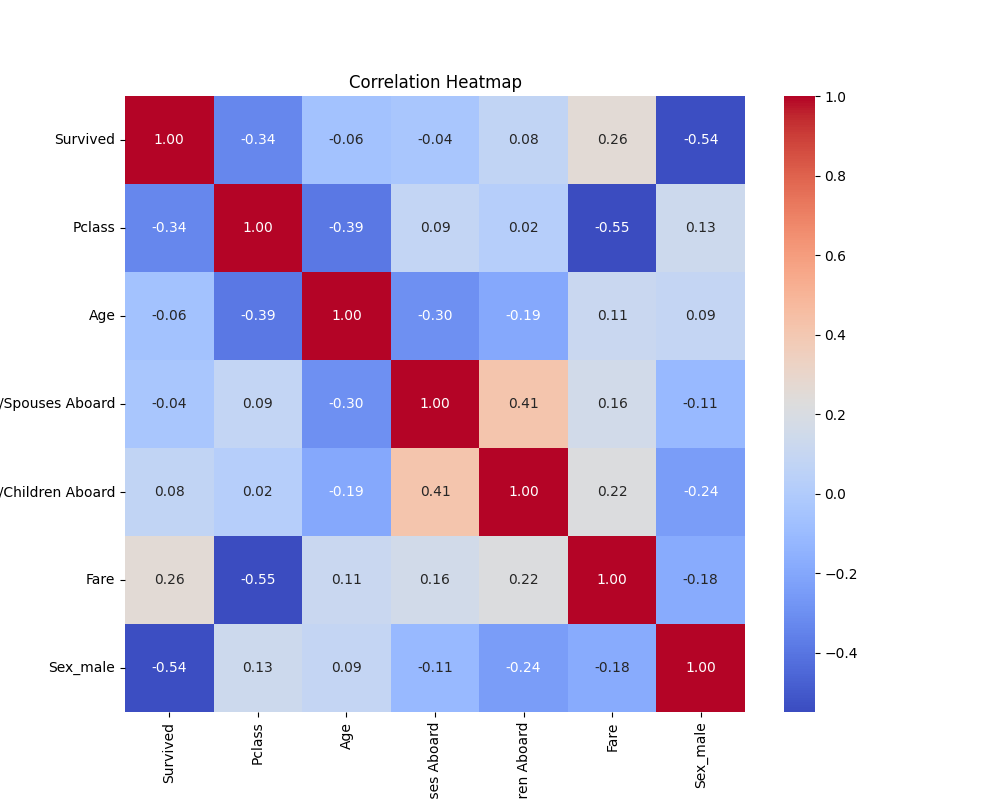 Correlation Heatmap
Survived 1.00 -0.34 -0.06 -0.04 0.08 0.26 -0.54
Pclass -0.34 1.00 -0.39 0.09 0.02 -0.55 0.13
Age -0.06 -0.39 1.00 -0.30 -0.19 0.11 0.09
/Spouses Aboard -0.04 0.09 -0.30 1.00 0.41 0.16 -0.11
/Children Aboard 0.08 0.02 -0.19 0.41 1.00 0.22 -0.24
Fare 0.26 -0.55 0.11 0.16 0.22 1.00 -0.18
Sex_male -0.54 0.13 0.09 -0.11 -0.24 -0.18 1.00
Survived
Pclass
Age
ses Aboard
ren Aboard
Fare
Sex_male
1.0
0.8
0.6
0.4
0.2
0.0
−0.2
−0.4